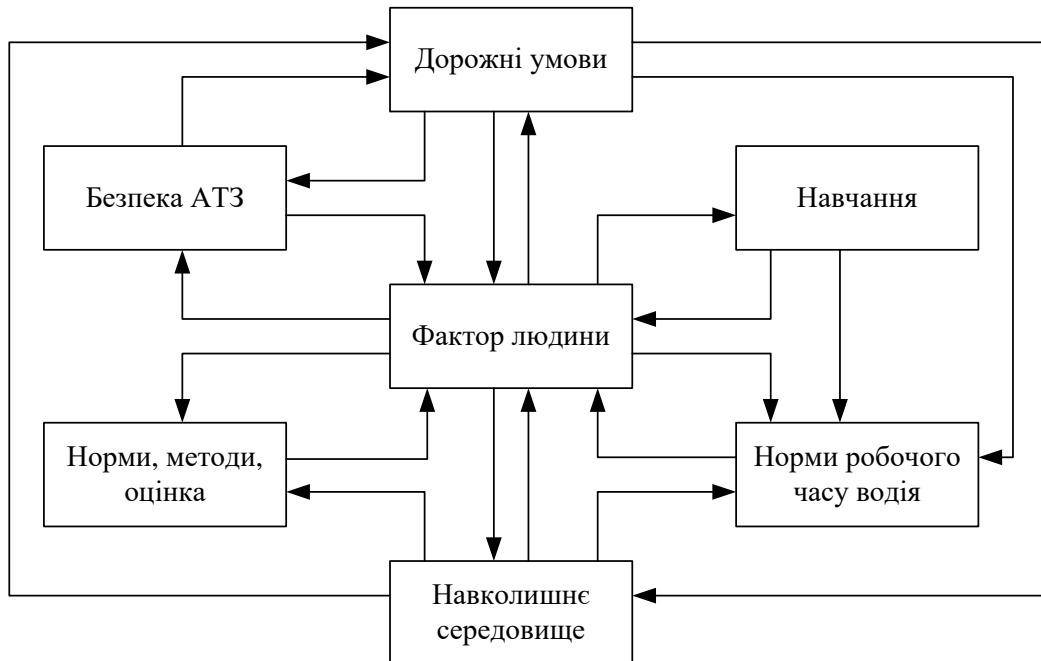 Дорожні умови
Безпека АТЗ
Навчання
Фактор людини
Норми, методи,
оцінка
Норми робочого
часу водія
Навколишнє
середовище